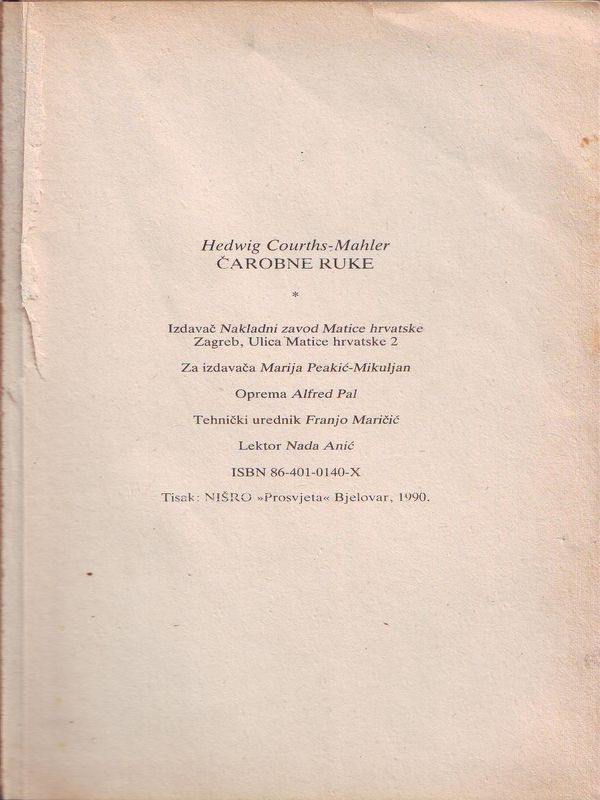 Hedwig Courths-Mahler
ČAROBNE RUKE
*
Izdavač Nakladni zavod Matice hrvatske
Zagreb, Ulica Matice hrvatske 2
Za izdavača Marija Peakić-Mikuljan
Oprema Alfred Pal
Tehnički urednik Franjo Maričić
Lektor Nada Anić
ISBN 86-401-0140-X
Tisak: NIŠRO »Prosvjeta« Bjelovar, 1990.